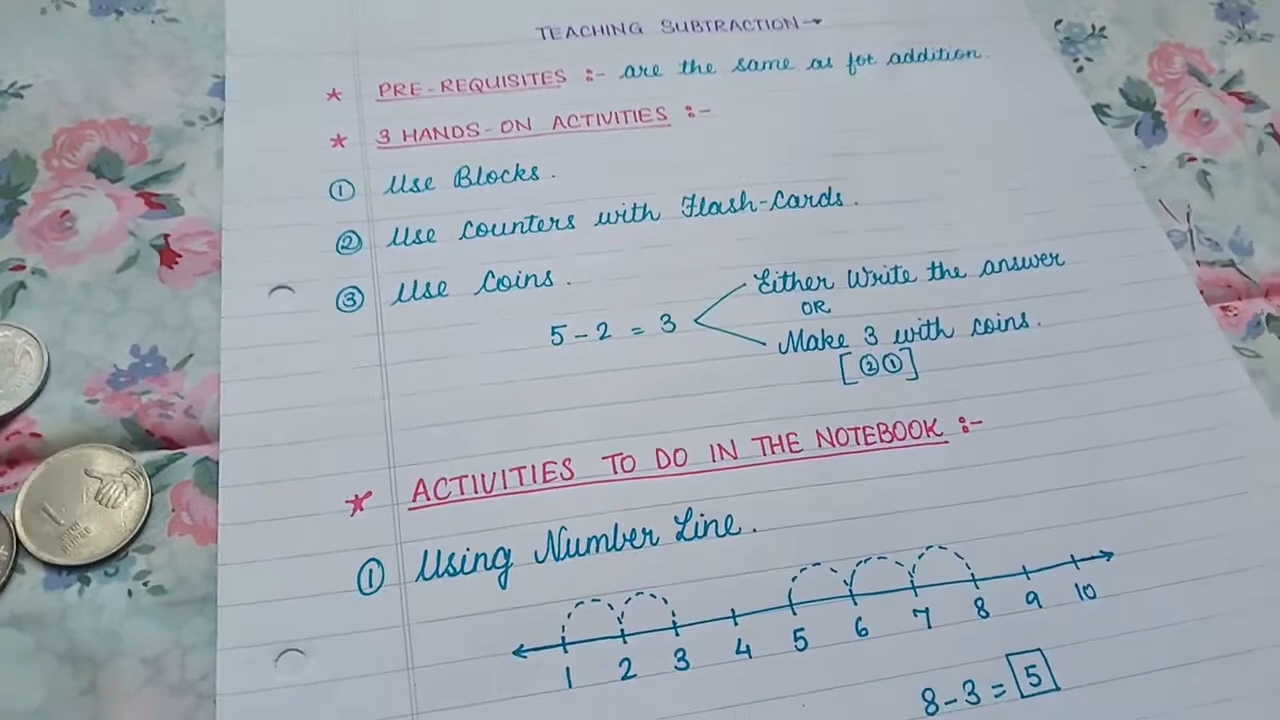 TEACHING SUBTRACTION→
* PRE-REQUISITES :- are the same as for addition.
* 3 HANDS-ON ACTIVITIES :-
① Use Blocks.
② Use counters with Flash-Cards.
③ Use Coins.
5-2 = 3
Either Write the answer
OR
Make 3 with coins.
[②①]
* ACTIVITIES TO DO IN THE NOTEBOOK :-
① Using Number Line.
1 2 3 4 5 6 7 8 9 10
8-3 = 5
1